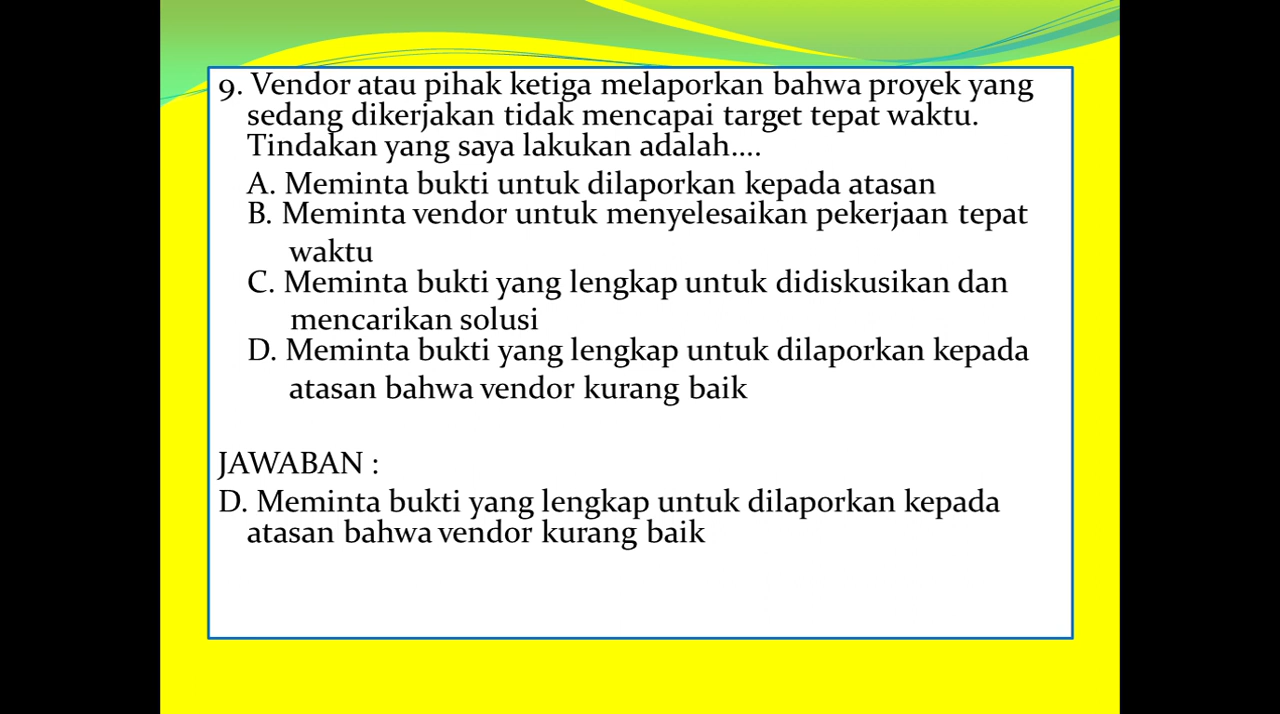 9. Vendor atau pihak ketiga melaporkan bahwa proyek yang
sedang dikerjakan tidak mencapai target tepat waktu.
Tindakan yang saya lakukan adalah....
A. Meminta bukti untuk dilaporkan kepada atasan
B. Meminta vendor untuk menyelesaikan pekerjaan tepat
waktu
C. Meminta bukti yang lengkap untuk didiskusikan dan
mencarikan solusi
D. Meminta bukti yang lengkap untuk dilaporkan kepada
atasan bahwa vendor kurang baik
JAWABAN :
D. Meminta bukti yang lengkap untuk dilaporkan kepada
atasan bahwa vendor kurang baik